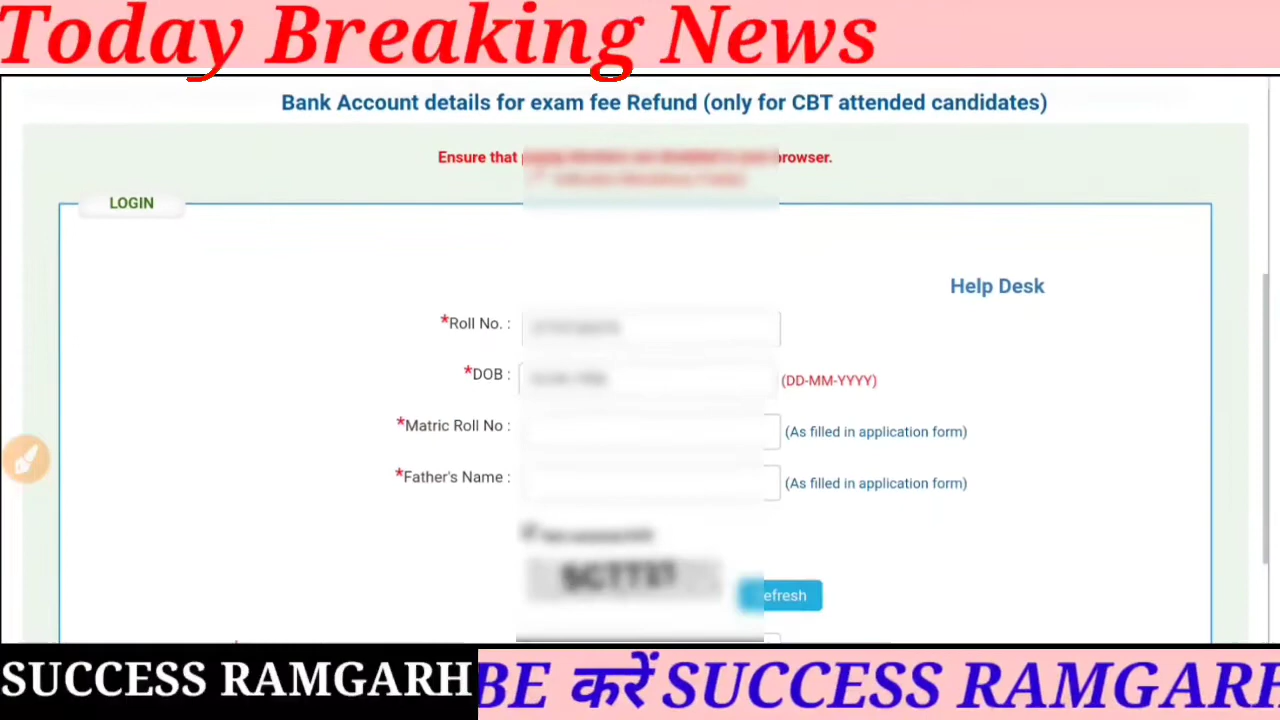 Today Breaking News
Bank Account details for exam fee Refund (only for CBT attended candidates)
Ensure that browser.
LOGIN
Help Desk
*Roll No. :
*DOB : (DD-MM-YYYY)
*Matric Roll No : (As filled in application form)
*Father's Name : (As filled in application form)
efresh
SUCCESS RAMGARH BE करें SUCCESS RAMGARH